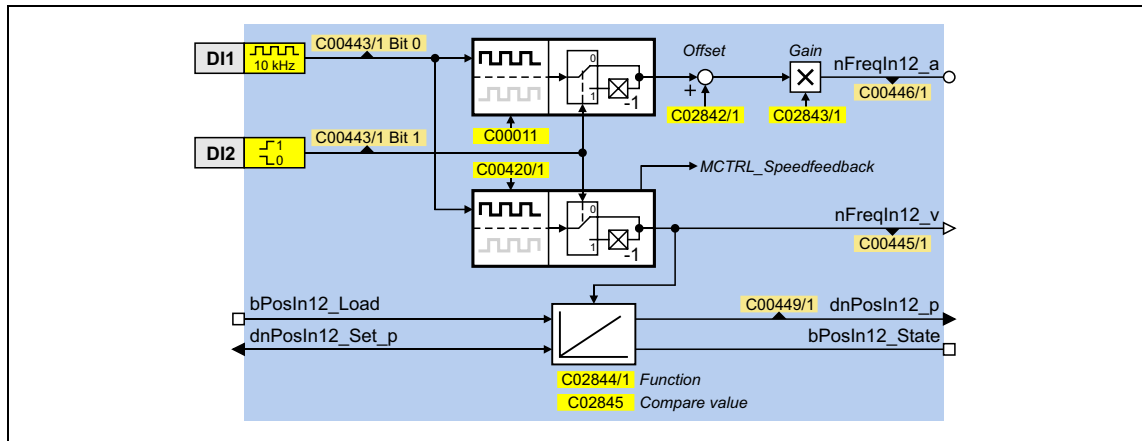 C00443/1 Bit 0
Offset
Gain
nFreqIn12_a
DI1
10 kHz
0
1
-1
+
C02842/1
C02843/1
C00446/1
C00011
C00443/1 Bit 1
DI2
1
0
C00420/1
MCTRL_Speedfeedback
0
1
-1
nFreqIn12_v
C00445/1
bPosIn12_Load
C00449/1
dnPosIn12_p
dnPosIn12_Set_p
bPosIn12_State
C02844/1 Function
C02845 Compare value